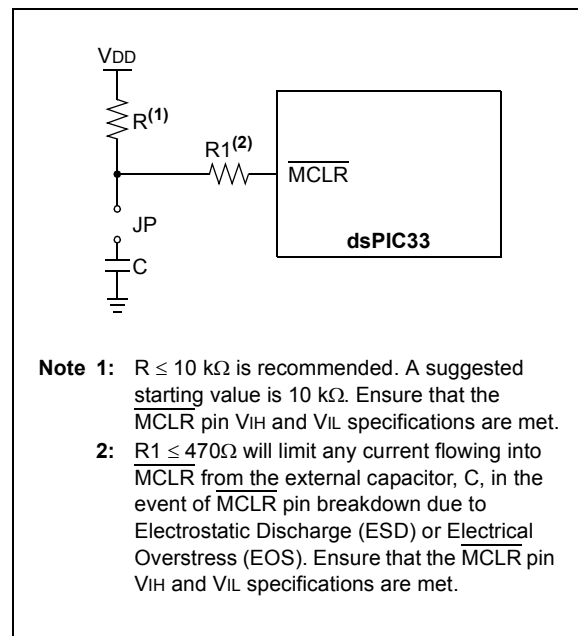 VDD
R(1)
R1(2)
MCLR
JP
dsPIC33
C
Note 1: R ≤ 10 kΩ is recommended. A suggested
starting value is 10 kΩ. Ensure that the
MCLR pin VIH and VIL specifications are met.
2: R1 ≤ 470Ω will limit any current flowing into
MCLR from the external capacitor, C, in the
event of MCLR pin breakdown due to
Electrostatic Discharge (ESD) or Electrical
Overstress (EOS). Ensure that the MCLR pin
VIH and VIL specifications are met.